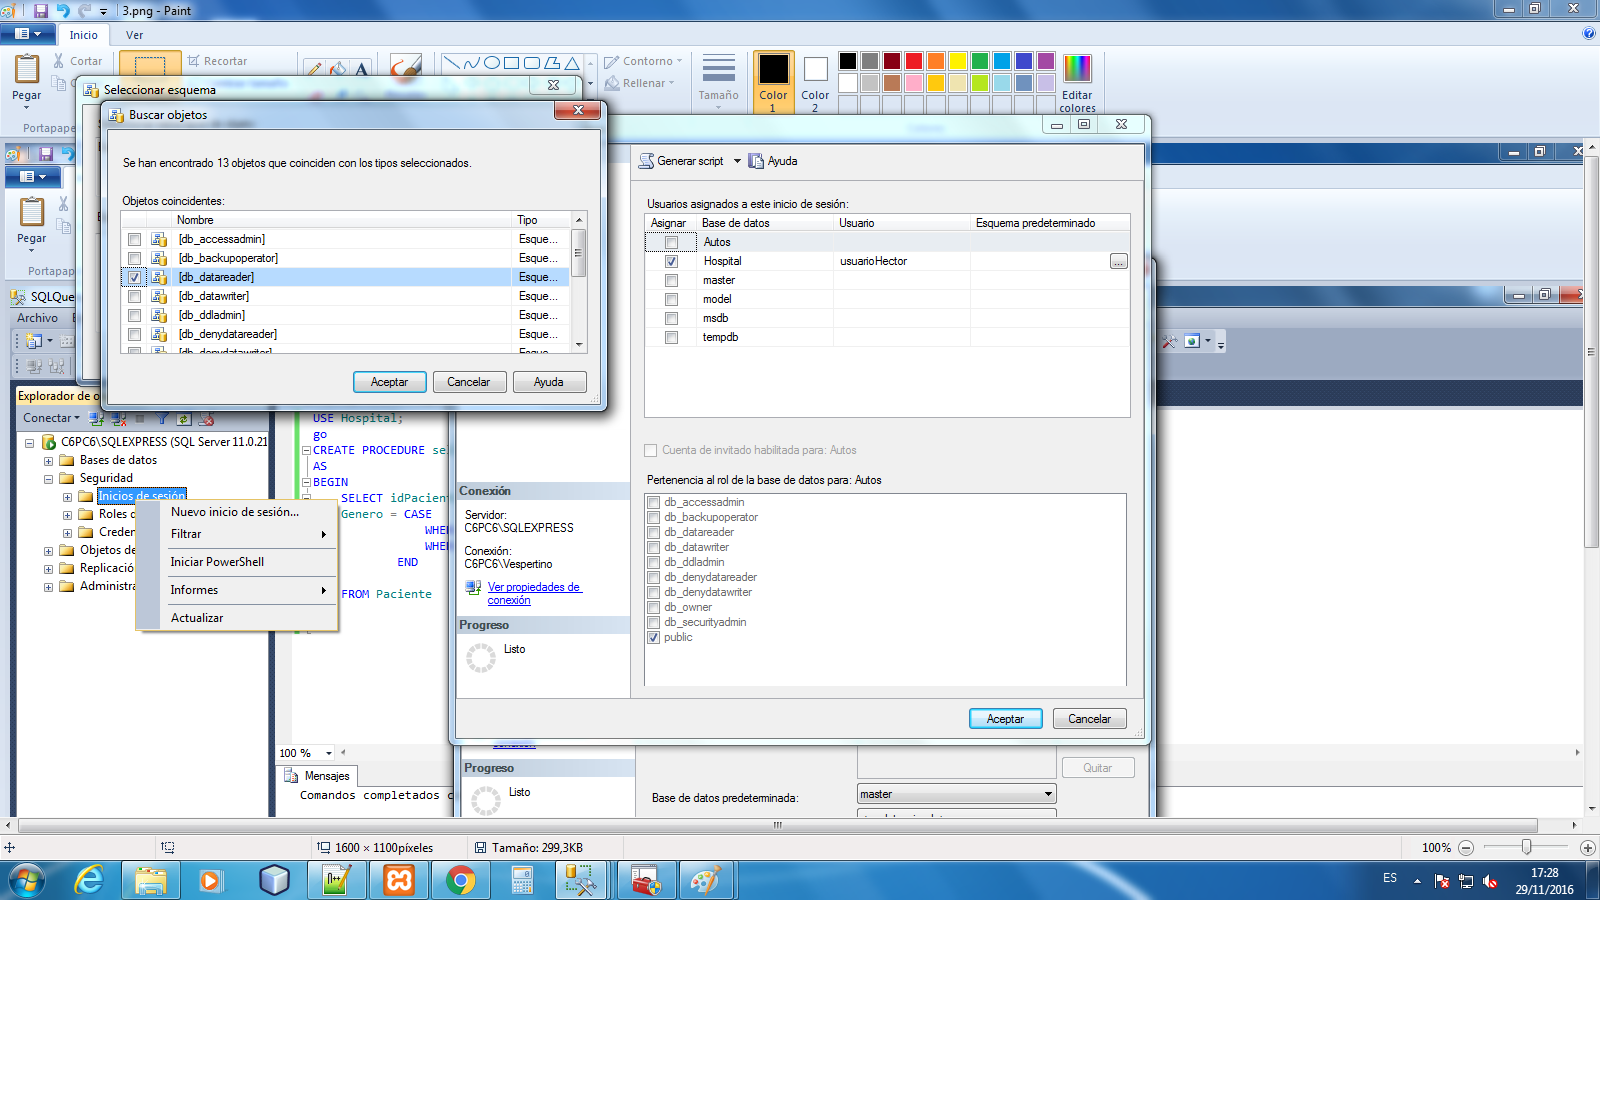 3.png - Paint
Inicio
Ver
Pegar
Cortar
Recortar
Contorno
Rellenar
Tamaño
Color
1
Color
2
Editar
colores
Portapape
Seleccionar esquema
Buscar objetos
Se han encontrado 13 objetos que coinciden con los tipos seleccionados.
Objetos coincidentes:
Nombre
Tipo
[db_accessadmin]
Esque...
[db_backupoperator]
Esque...
[db_datareader]
Esque...
[db_datawriter]
Esque...
[db_ddladmin]
Esque...
[db_denydatareader]
Esque...
[db_denydatawriter]
Esque...
Aceptar
Cancelar
Ayuda
Pegar
Portapa
SQLQue
Archivo
Generar script
Ayuda
Usuarios asignados a este inicio de sesión:
Asignar
Base de datos
Usuario
Esquema predeterminado
Autos
Hospital
usuarioHector
...
master
model
msdb
tempdb
Cuenta de invitado habilitada para: Autos
Pertenencia al rol de la base de datos para: Autos
db_accessadmin
db_backupoperator
db_datareader
db_datawriter
db_ddladmin
db_denydatareader
db_denydatawriter
db_owner
db_securityadmin
public
Aceptar
Cancelar
Conexión
Servidor:
C6PC6\SQLEXPRESS
Conexión:
C6PC6\Vespertino
Ver propiedades de
conexión
Progreso
Listo
Explorador de o
Conectar
C6PC6\SQLEXPRESS (SQL Server 11.0.21
Bases de datos
Seguridad
Inicios de sesión
Roles d
Creden
Objetos de
Replicació
Administra
Nuevo inicio de sesión...
Filtrar
Iniciar PowerShell
Informes
Actualizar
USE Hospital;
go
CREATE PROCEDURE se
AS
BEGIN
SELECT idPacien
Genero = CASE
WHEN
WHEN
END
FROM Paciente
100 %
Mensajes
Comandos completados c
Progreso
Listo
Quitar
Base de datos predeterminada:
master
1600 × 1100píxeles
Tamaño: 299,3KB
100%
ES
17:28
29/11/2016